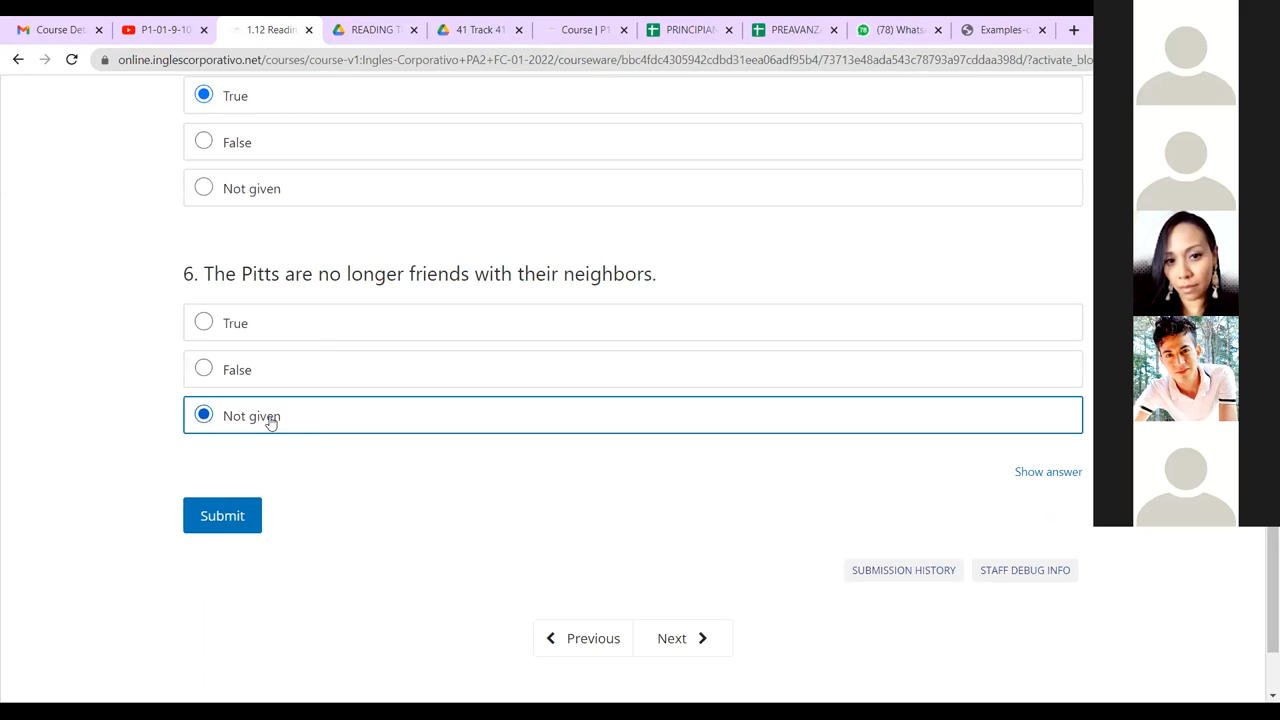 Course Det
P1-01-9-10
1.12 Readin
READING T
41 Track 41
Course | P1
PRINCIPIAN
PREAVANZ
(78) Whats
Examples-c
online.inglescorporativo.net/courses/course-v1:Ingles-Corporativo+PA2+FC-01-2022/courseware/bbc4fdc4305942cdbd31eea06adf95b4/73713e48ada543c78793a97cddaa398d/?activate_blo
True
False
Not given
6. The Pitts are no longer friends with their neighbors.
True
False
Not given
Show answer
Submit
SUBMISSION HISTORY
STAFF DEBUG INFO
Previous
Next